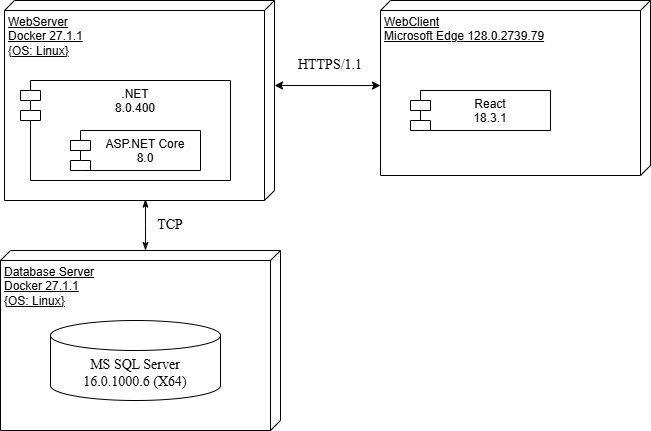 WebServer
Docker 27.1.1
{OS: Linux}
.NET
8.0.400
ASP.NET Core
8.0
HTTPS/1.1
WebClient
Microsoft Edge 128.0.2739.79
React
18.3.1
TCP
Database Server
Docker 27.1.1
{OS: Linux}
MS SQL Server
16.0.1000.6 (X64)